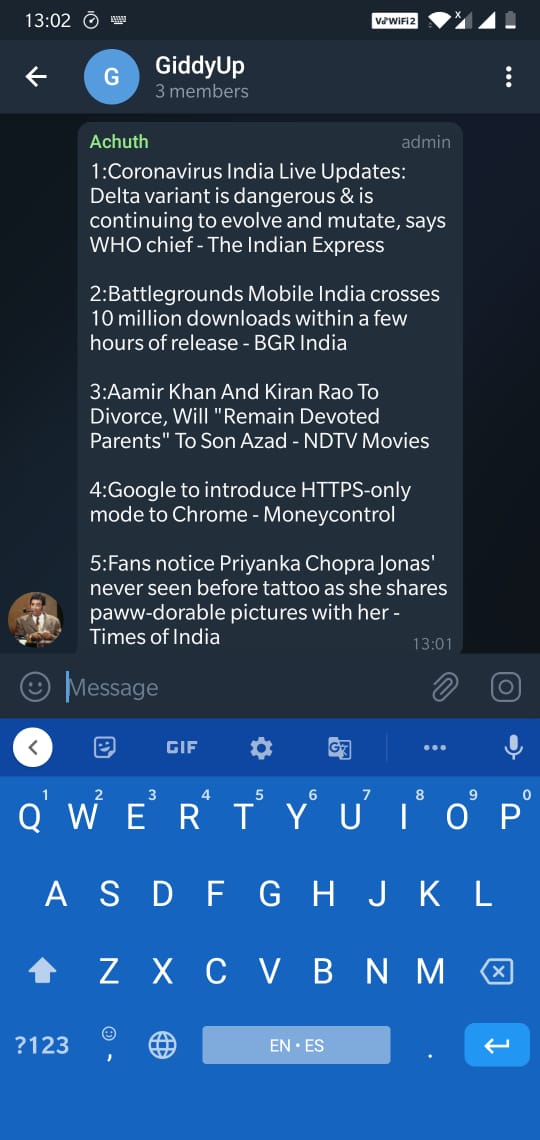 13:02
VoWiFi2
x
G
GiddyUp
3 members
Achuth
admin
1:Coronavirus India Live Updates:
Delta variant is dangerous & is
continuing to evolve and mutate, says
WHO chief - The Indian Express
2:Battlegrounds Mobile India crosses
10 million downloads within a few
hours of release - BGR India
3:Aamir Khan And Kiran Rao To
Divorce, Will "Remain Devoted
Parents" To Son Azad - NDTV Movies
4:Google to introduce HTTPS-only
mode to Chrome - Moneycontrol
5:Fans notice Priyanka Chopra Jonas'
never seen before tattoo as she shares
paww-dorable pictures with her -
Times of India
13:01
Message
GIF
G
1 2 3 4 5 6 7 8 9 0
Q W E R T Y U I O P
A S D F G H J K L
Z X C V B N M
?123 , EN • ES .